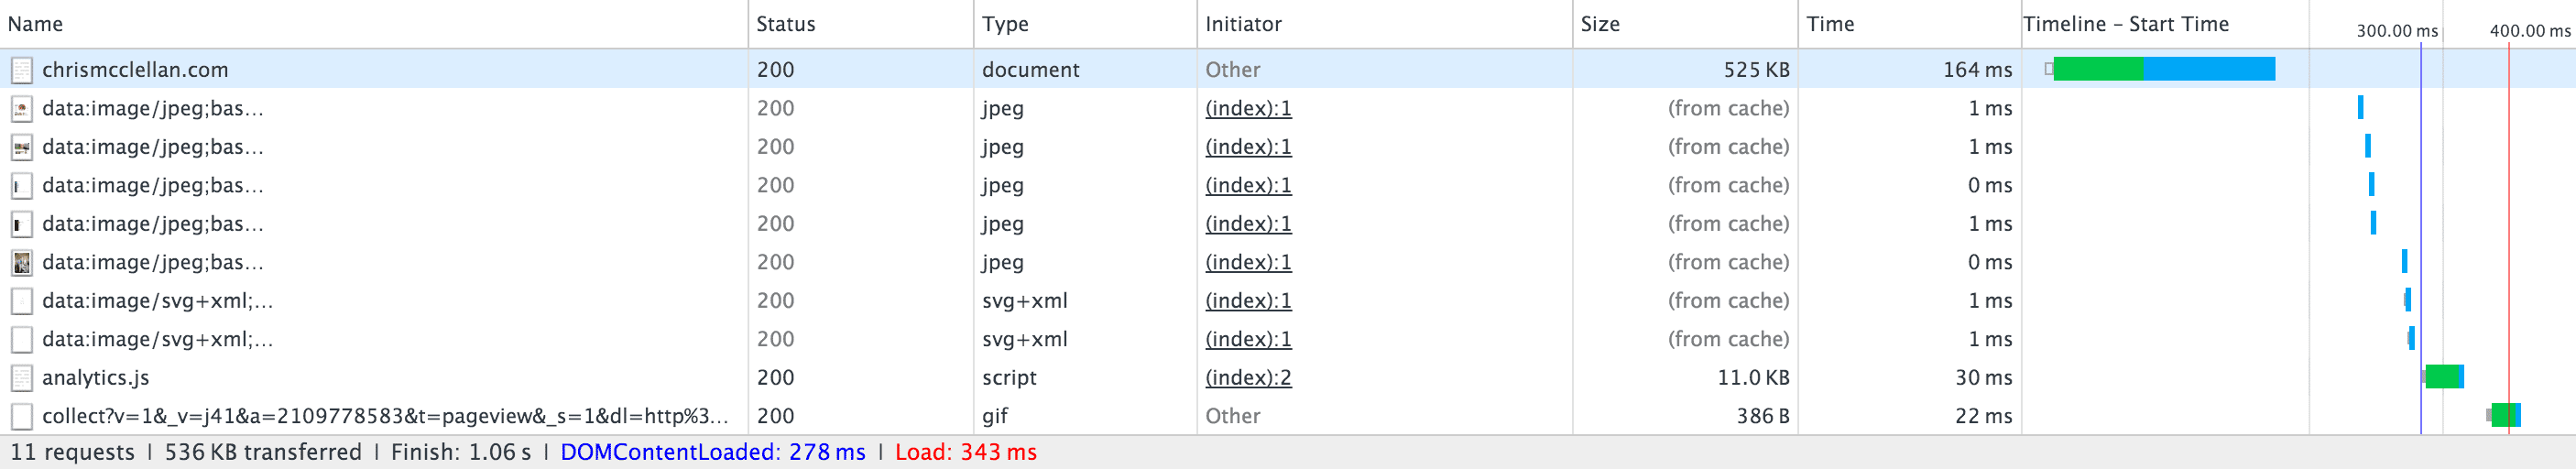 Name Status Type Initiator Size Time Timeline – Start Time 300.00 ms 400.00 ms
chrismcclellan.com 200 document Other 525 KB 164 ms
data:image/jpeg;bas… 200 jpeg (index):1 (from cache) 1 ms
data:image/jpeg;bas… 200 jpeg (index):1 (from cache) 1 ms
data:image/jpeg;bas… 200 jpeg (index):1 (from cache) 0 ms
data:image/jpeg;bas… 200 jpeg (index):1 (from cache) 1 ms
data:image/jpeg;bas… 200 jpeg (index):1 (from cache) 0 ms
data:image/svg+xml;… 200 svg+xml (index):1 (from cache) 1 ms
data:image/svg+xml;… 200 svg+xml (index):1 (from cache) 1 ms
analytics.js 200 script (index):2 11.0 KB 30 ms
collect?v=1&_v=j41&a=2109778583&t=pageview&_s=1&dl=http%3… 200 gif Other 386 B 22 ms
11 requests | 536 KB transferred | Finish: 1.06 s | DOMContentLoaded: 278 ms | Load: 343 ms